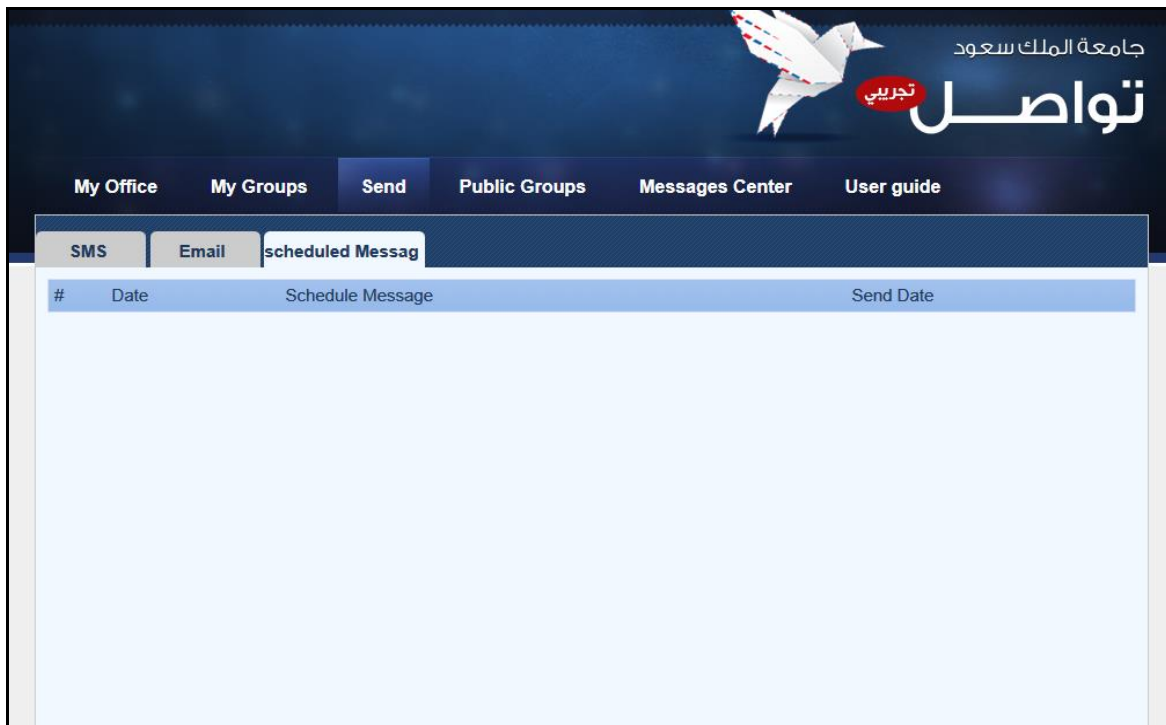 جامعة الملك سعود
تواصل تجريبي
My Office My Groups Send Public Groups Messages Center User guide
SMS Email scheduled Messag
# Date Schedule Message Send Date